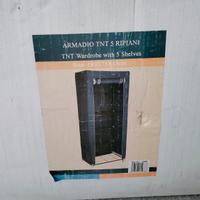 ARMADIO TNT 5 RIPIANI
TNT Wardrobe with 5 Shelves